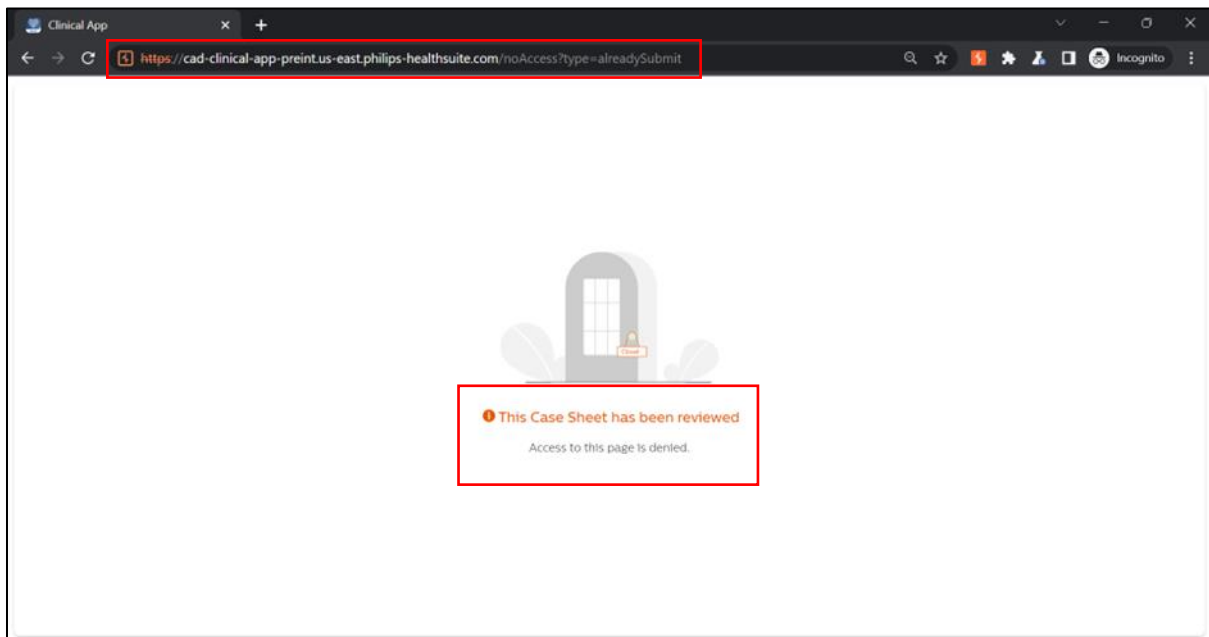 Clinical App
https://cad-clinical-app-preint.us-east.philips-healthsuite.com/noAccess?type=alreadySubmit
Incognito
Closed
This Case Sheet has been reviewed
Access to this page is denied.